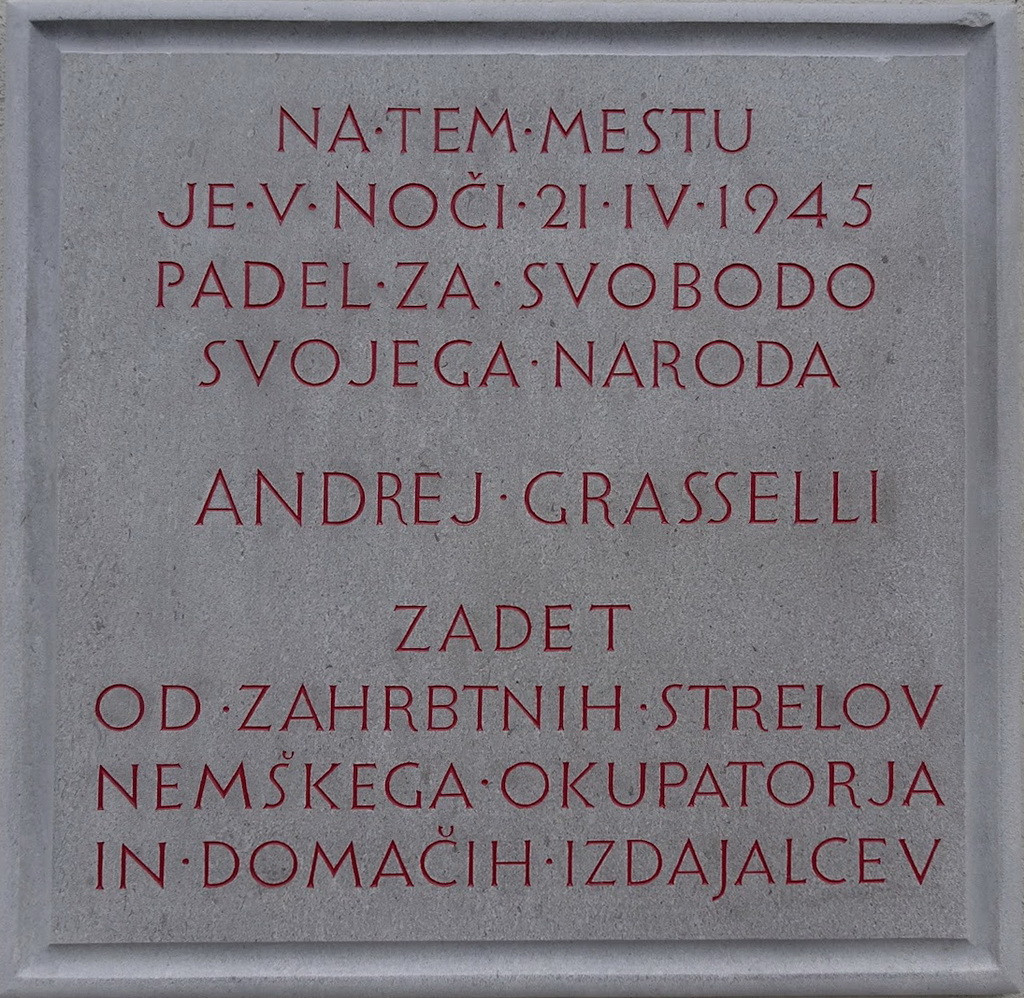 NA·TEM·MESTU
JE·V·NOČI·21·IV·1945
PADEL·ZA·SVOBODO
SVOJEGA·NARODA
ANDREJ·GRASSELLI
ZADET
OD·ZAHRBTNIH·STRELOV
NEMŠKEGA·OKUPATORJA
IN·DOMAČIH·IZDAJALCEV